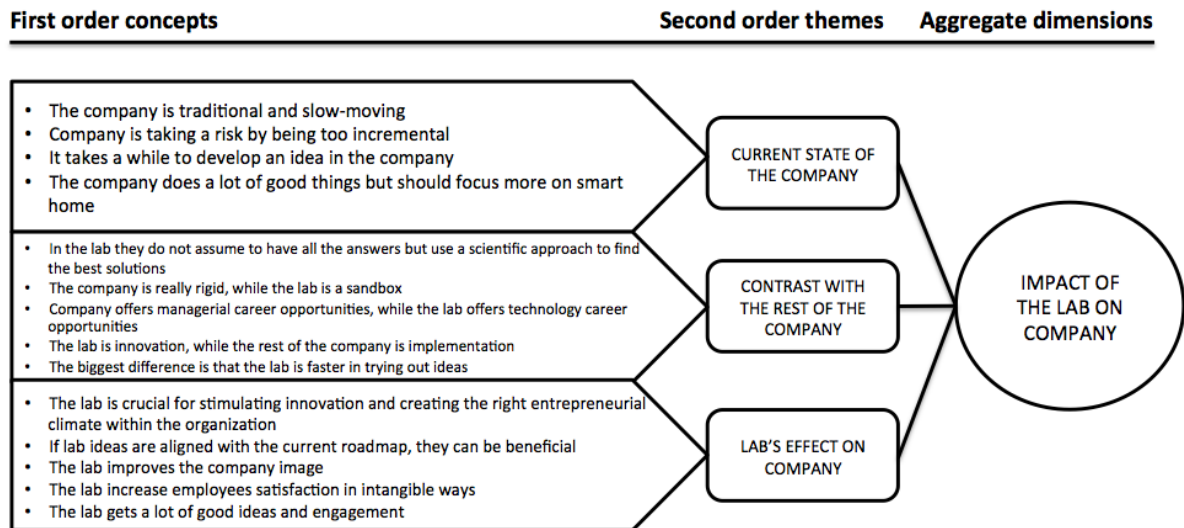 First order concepts
Second order themes
Aggregate dimensions
• The company is traditional and slow-moving
• Company is taking a risk by being too incremental
• It takes a while to develop an idea in the company
• The company does a lot of good things but should focus more on smart
home
CURRENT STATE OF
THE COMPANY
• In the lab they do not assume to have all the answers but use a scientific approach to find
the best solutions
• The company is really rigid, while the lab is a sandbox
• Company offers managerial career opportunities, while the lab offers technology career
opportunities
• The lab is innovation, while the rest of the company is implementation
• The biggest difference is that the lab is faster in trying out ideas
CONTRAST WITH
THE REST OF THE
COMPANY
• The lab is crucial for stimulating innovation and creating the right entrepreneurial
climate within the organization
• If lab ideas are aligned with the current roadmap, they can be beneficial
• The lab improves the company image
• The lab increase employees satisfaction in intangible ways
• The lab gets a lot of good ideas and engagement
LAB'S EFFECT ON
COMPANY
IMPACT OF
THE LAB ON
COMPANY